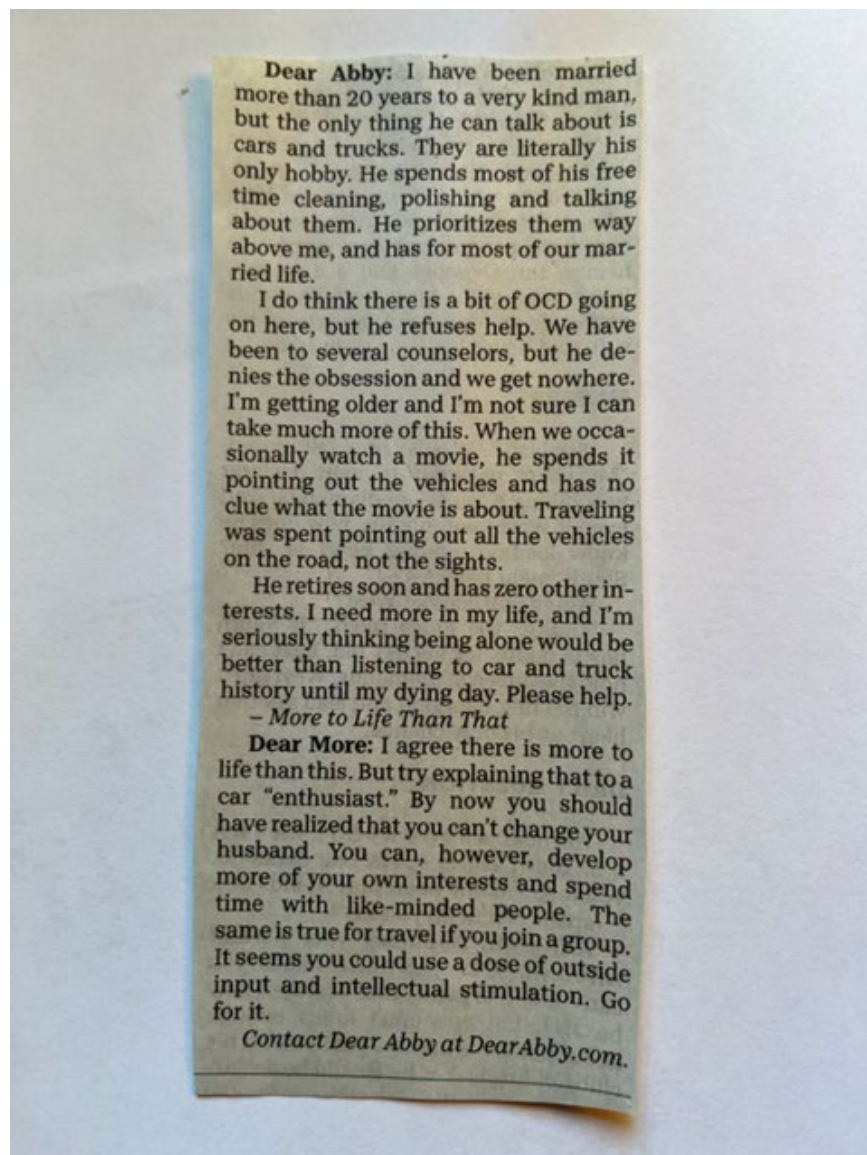 Dear Abby: I have been married
more than 20 years to a very kind man,
but the only thing he can talk about is
cars and trucks. They are literally his
only hobby. He spends most of his free
time cleaning, polishing and talking
about them. He prioritizes them way
above me, and has for most of our mar-
ried life.
I do think there is a bit of OCD going
on here, but he refuses help. We have
been to several counselors, but he de-
nies the obsession and we get nowhere.
I'm getting older and I'm not sure I can
take much more of this. When we occa-
sionally watch a movie, he spends it
pointing out the vehicles and has no
clue what the movie is about. Traveling
was spent pointing out all the vehicles
on the road, not the sights.
He retires soon and has zero other in-
terests. I need more in my life, and I'm
seriously thinking being alone would be
better than listening to car and truck
history until my dying day. Please help.
– More to Life Than That
Dear More: I agree there is more to
life than this. But try explaining that to a
car “enthusiast.” By now you should
have realized that you can't change your
husband. You can, however, develop
more of your own interests and spend
time with like-minded people. The
same is true for travel if you join a group.
It seems you could use a dose of outside
input and intellectual stimulation. Go
for it.
Contact Dear Abby at DearAbby.com.